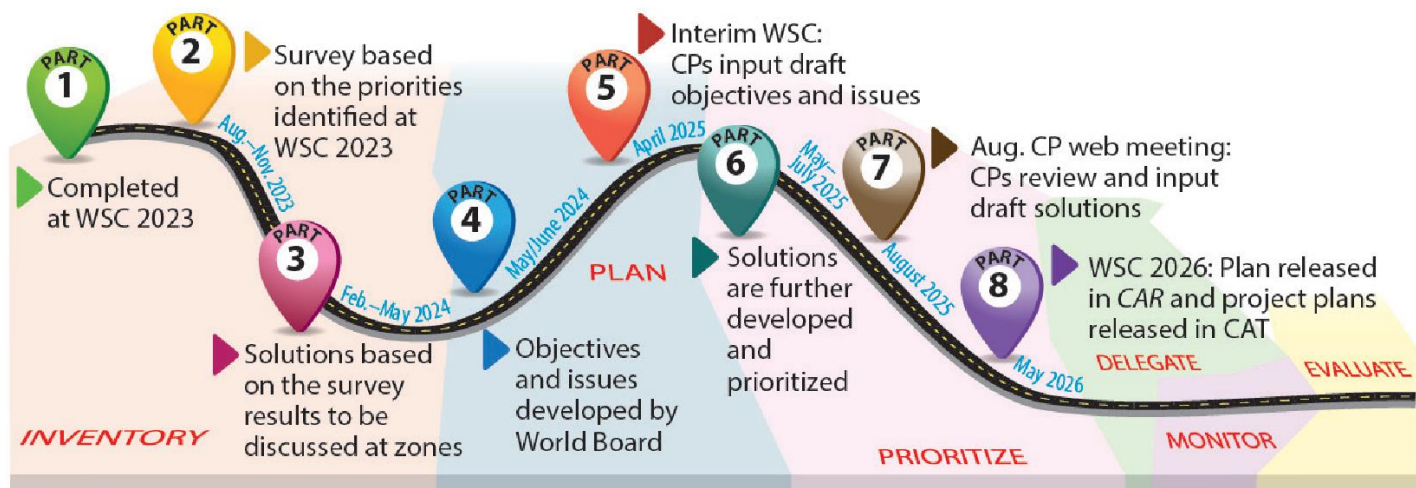 PART
1
Completed
at WSC 2023
PART
2
Survey based
on the priorities
identified at
WSC 2023
Aug.–Nov. 2023
PART
3
Solutions based
on the survey
results to be
discussed at zones
Feb.–May 2024
INVENTORY
PART
4
Objectives
and issues
developed by
World Board
May/June 2024
PLAN
PART
5
Interim WSC:
CPs input draft
objectives and issues
April 2025
PART
6
Solutions
are further
developed
and
prioritized
May–
July 2025
PART
7
Aug. CP web meeting:
CPs review and input
draft solutions
August 2025
PRIORITIZE
PART
8
WSC 2026: Plan released
in CAR and project plans
released in CAT
May 2026
DELEGATE
MONITOR
EVALUATE